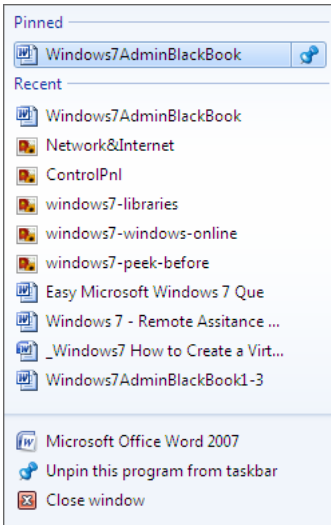 Pinned
Windows7AdminBlackBook
Recent
Windows7AdminBlackBook
Network&Internet
ControlPnl
windows7-libraries
windows7-windows-online
windows7-peek-before
Easy Microsoft Windows 7 Que
Windows 7 - Remote Assitance ...
_Windows7 How to Create a Virt...
Windows7AdminBlackBook1-3
Microsoft Office Word 2007
Unpin this program from taskbar
Close window